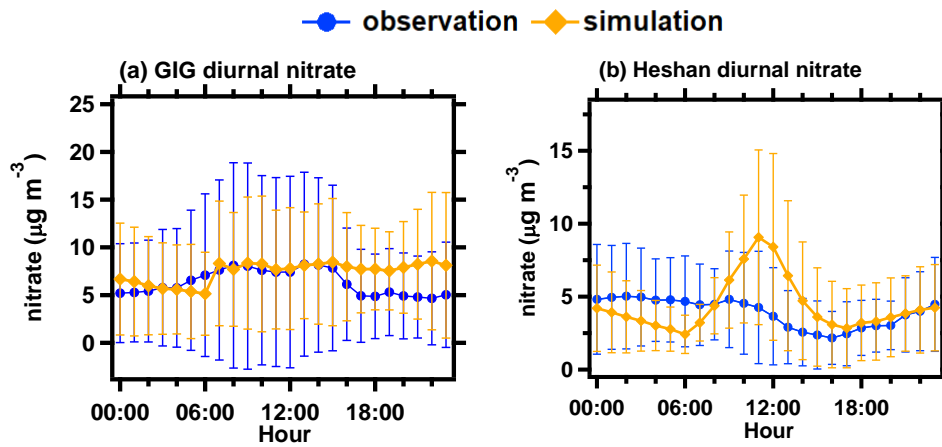 observation simulation
(a) GIG diurnal nitrate
(b) Heshan diurnal nitrate
nitrate (µg m⁻³)
25
20
15
10
5
0
00:00 06:00 12:00 18:00
Hour
nitrate (µg m⁻³)
15
10
5
0
00:00 06:00 12:00 18:00
Hour